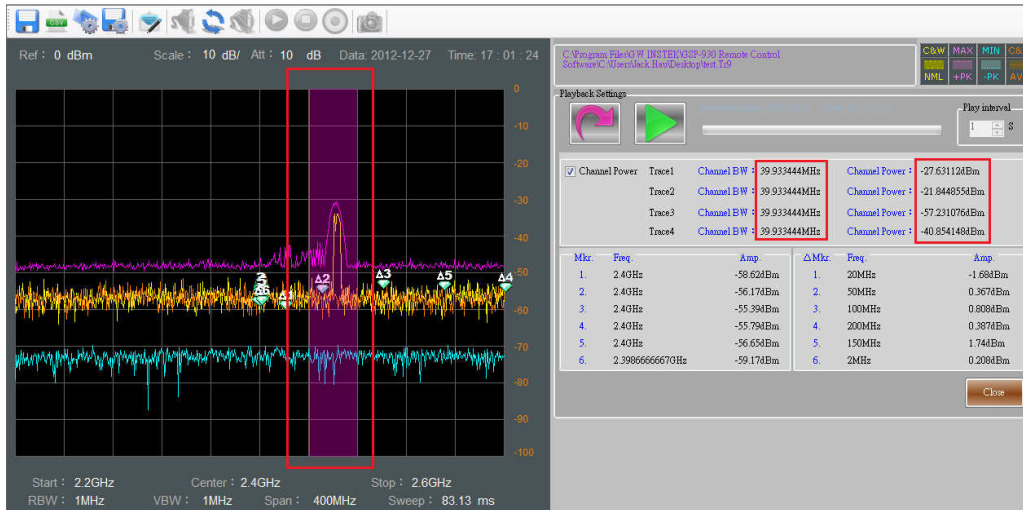 CSV
Ref : 0 dBm Scale : 10 dB/ Att : 10 dB Data: 2012-12-27 Time: 17 : 01 : 24
0
-10
-20
-30
-40
-50
-60
-70
-80
-90
-100
Δ2
Δ3
Δ5
Δ4
Start : 2.2GHz Center : 2.4GHz Stop : 2.6GHz
RBW : 1MHz VBW : 1MHz Span : 400MHz Sweep : 83.13 ms
C:\Program Files\GW INSTEK\GSP-930 Remote Control
Software\C:\Users\Jack.Hau\Desktop\test.Tr9
C&W MAX MIN C&
NML +PK -PK AV
Playback Settings
Play interval
1 S
Channel Power Trace1 Channel BW : 39.933444MHz Channel Power : -27.63112dBm
Trace2 Channel BW : 39.933444MHz Channel Power : -21.844855dBm
Trace3 Channel BW : 39.933444MHz Channel Power : -57.231076dBm
Trace4 Channel BW : 39.933444MHz Channel Power : -40.854148dBm
Mkr. Freq. Amp. ΔMkr. Freq. Amp.
1. 2.4GHz -58.62dBm 1. 20MHz -1.68dBm
2. 2.4GHz -56.17dBm 2. 50MHz 0.367dBm
3. 2.4GHz -55.39dBm 3. 100MHz 0.808dBm
4. 2.4GHz -55.79dBm 4. 200MHz 0.387dBm
5. 2.4GHz -56.65dBm 5. 150MHz 1.74dBm
6. 2.3986666667GHz -59.17dBm 6. 2MHz 0.208dBm
Close